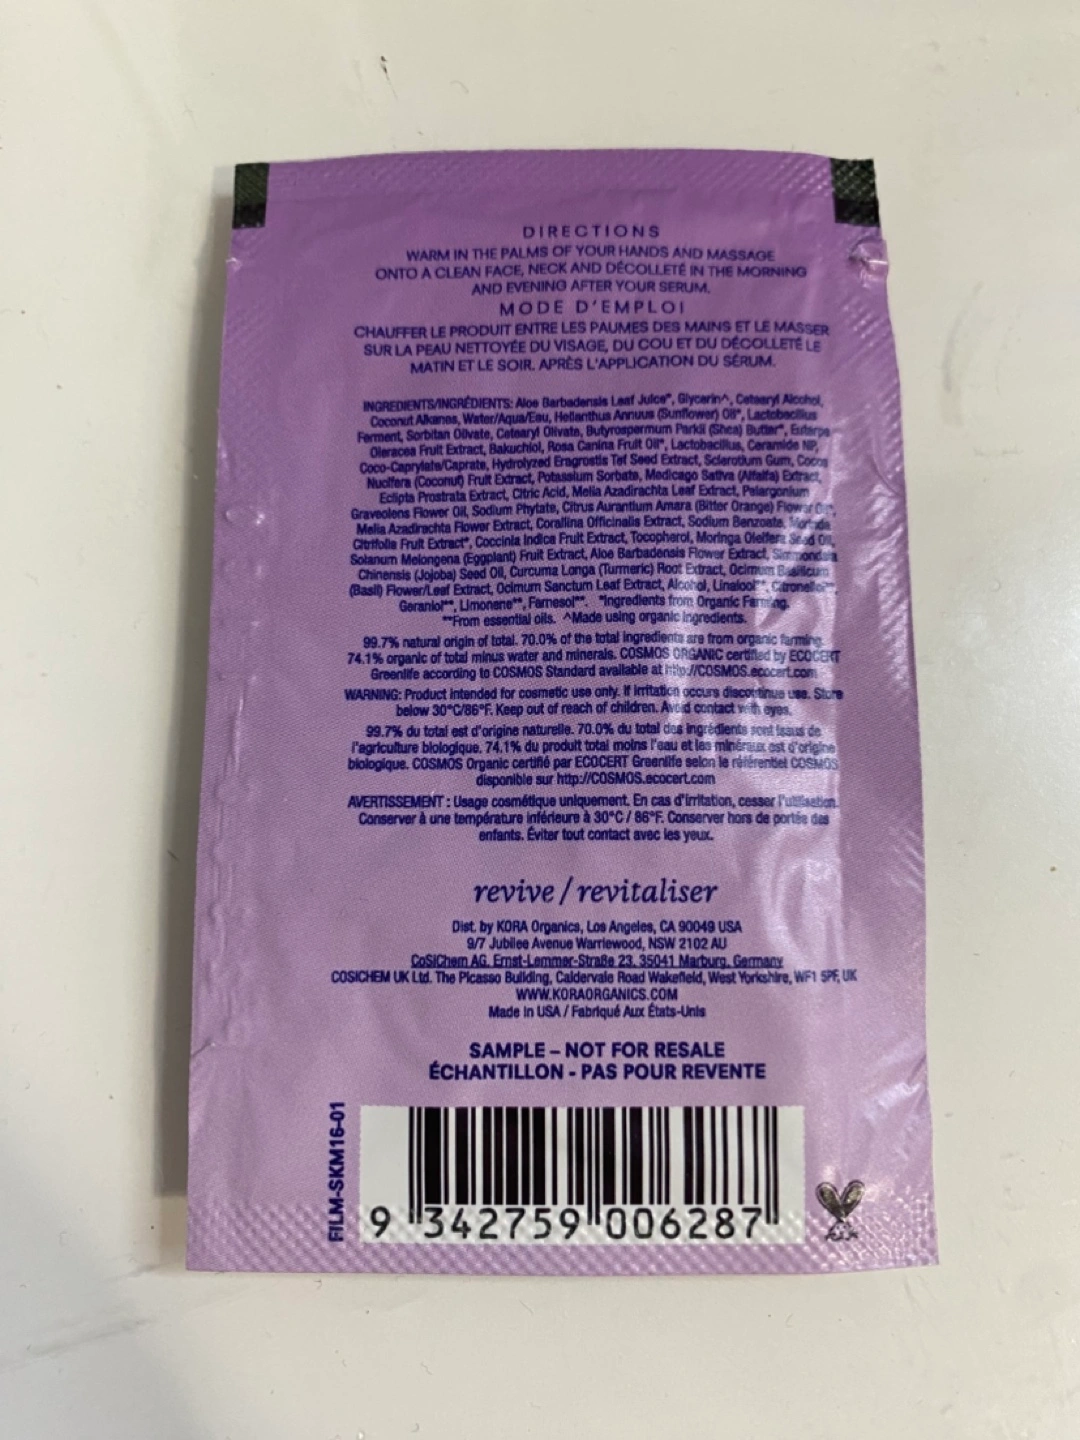 DIRECTIONS
WARM IN THE PALMS OF YOUR HANDS AND MASSAGE
ONTO A CLEAN FACE, NECK AND DÉCOLLETÉ IN THE MORNING
AND EVENING AFTER YOUR SERUM.
MODE D'EMPLOI
CHAUFFER LE PRODUIT ENTRE LES PAUMES DES MAINS ET LE MASSER
SUR LA PEAU NETTOYÉE DU VISAGE, DU COU ET DU DÉCOLLETÉ LE
MATIN ET LE SOIR. APRÈS L'APPLICATION DU SÉRUM.
INGREDIENTS/INGRÉDIENTS: Aloe Barbadensis Leaf Juice*, Glycerin^, Cetearyl Alcohol,
Coconut Alkanes, Water/Aqua/Eau, Helianthus Annuus (Sunflower) Oil*, Lactobacillus
Ferment, Sorbitan Olivate, Cetearyl Olivate, Butyrospermum Parkii (Shea) Butter*, Euterpe
Oleracea Fruit Extract, Bakuchiol, Rosa Canina Fruit Oil*, Lactobacillus, Ceramide NP,
Coco-Caprylate/Caprate, Hydrolyzed Eragrostis Tef Seed Extract, Sclerotium Gum, Cocos
Nucifera (Coconut) Fruit Extract, Potassium Sorbate, Medicago Sativa (Alfalfa) Extract,
Eclipta Prostrata Extract, Citric Acid, Melia Azadirachta Leaf Extract, Pelargonium
Graveolens Flower Oil, Sodium Phytate, Citrus Aurantium Amara (Bitter Orange) Flower Oil*,
Melia Azadirachta Flower Extract, Corallina Officinalis Extract, Sodium Benzoate, Morinda
Citrifolia Fruit Extract*, Coccinia Indica Fruit Extract, Tocopherol, Moringa Oleifera Seed Oil,
Solanum Melongena (Eggplant) Fruit Extract, Aloe Barbadensis Flower Extract, Simmondsia
Chinensis (Jojoba) Seed Oil, Curcuma Longa (Turmeric) Root Extract, Ocimum Basilicum
(Basil) Flower/Leaf Extract, Ocimum Sanctum Leaf Extract, Alcohol, Linalool**, Citronellol**,
Geraniol**, Limonene**, Farnesol**. *Ingredients from Organic Farming.
**From essential oils. ^Made using organic ingredients.
99.7% natural origin of total. 70.0% of the total ingredients are from organic farming.
74.1% organic of total minus water and minerals. COSMOS ORGANIC certified by ECOCERT
Greenlife according to COSMOS Standard available at http://COSMOS.ecocert.com
WARNING: Product intended for cosmetic use only. If irritation occurs discontinue use. Store
below 30°C/86°F. Keep out of reach of children. Avoid contact with eyes.
99.7% du total est d'origine naturelle. 70.0% du total des ingrédients sont issus de
l'agriculture biologique. 74.1% du produit total moins l'eau et les minéraux est d'origine
biologique. COSMOS Organic certifié par ECOCERT Greenlife selon le référentiel COSMOS
disponible sur http://COSMOS.ecocert.com
AVERTISSEMENT : Usage cosmétique uniquement. En cas d'irritation, cesser l'utilisation.
Conserver à une température inférieure à 30°C / 86°F. Conserver hors de portée des
enfants. Éviter tout contact avec les yeux.
revive / revitaliser
Dist. by KORA Organics, Los Angeles, CA 90049 USA
9/7 Jubilee Avenue Warriewood, NSW 2102 AU
CoSiChem AG, Ernst-Lemmer-Straße 23, 35041 Marburg, Germany
COSICHEM UK Ltd. The Picasso Building, Caldervale Road Wakefield, West Yorkshire, WF1 5PF, UK
WWW.KORAORGANICS.COM
Made in USA / Fabriqué Aux États-Unis
SAMPLE – NOT FOR RESALE
ÉCHANTILLON - PAS POUR REVENTE
FILM-SKM16-01
9 342759 006287